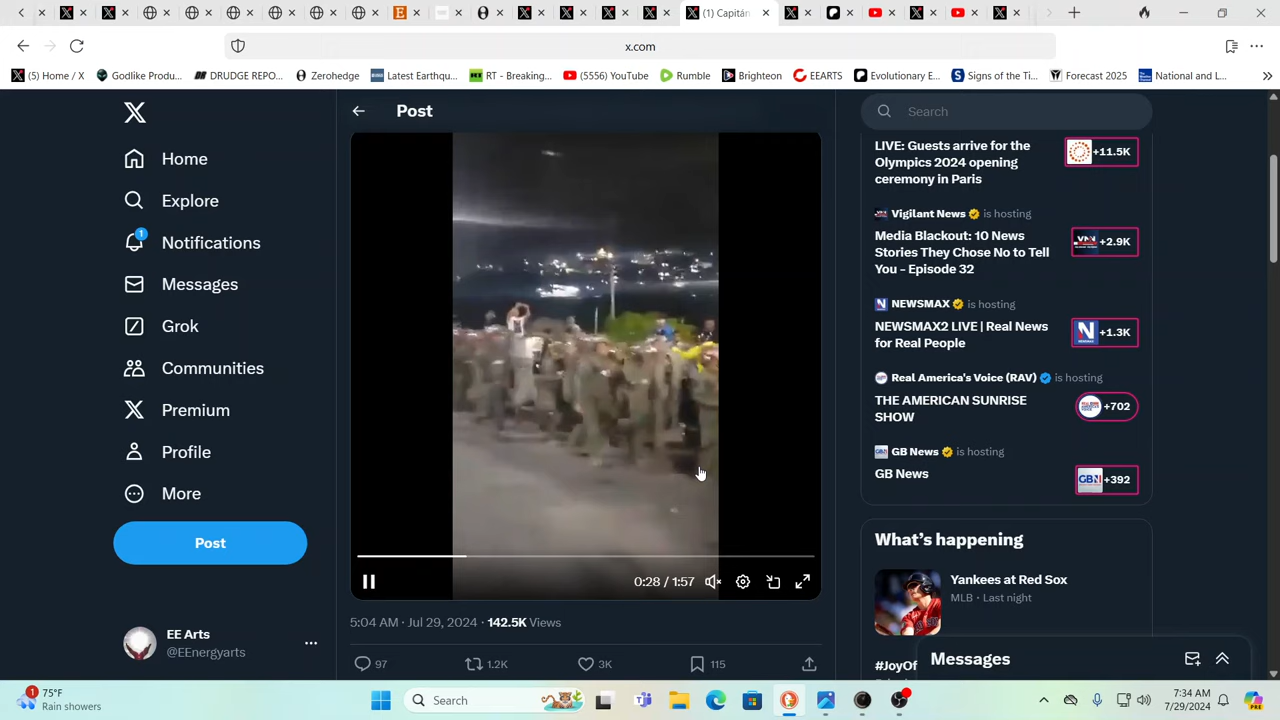 (1) Capitán
x.com
(5) Home / X
Godlike Produ...
DRUDGE REPO...
Zerohedge
Latest Earthqu...
RT - Breaking...
(5556) YouTube
Rumble
Brighteon
EEARTS
Evolutionary E...
Signs of the Ti...
Forecast 2025
National and L...
Home
Explore
1
Notifications
Messages
Grok
Communities
Premium
Profile
More
Post
EE Arts
@EEnergyarts
Post
0:28 / 1:57
5:04 AM · Jul 29, 2024 · 142.5K Views
97
1.2K
3K
115
Search
LIVE: Guests arrive for the
Olympics 2024 opening
ceremony in Paris
+11.5K
Vigilant News is hosting
Media Blackout: 10 News
Stories They Chose No to Tell
You – Episode 32
+2.9K
NEWSMAX is hosting
NEWSMAX2 LIVE | Real News
for Real People
+1.3K
Real America's Voice (RAV) is hosting
THE AMERICAN SUNRISE
SHOW
+702
GB News is hosting
GB News
+392
What's happening
Yankees at Red Sox
MLB · Last night
#JoyOf
Messages
1
75°F
Rain showers
Search
7:34 AM
7/29/2024